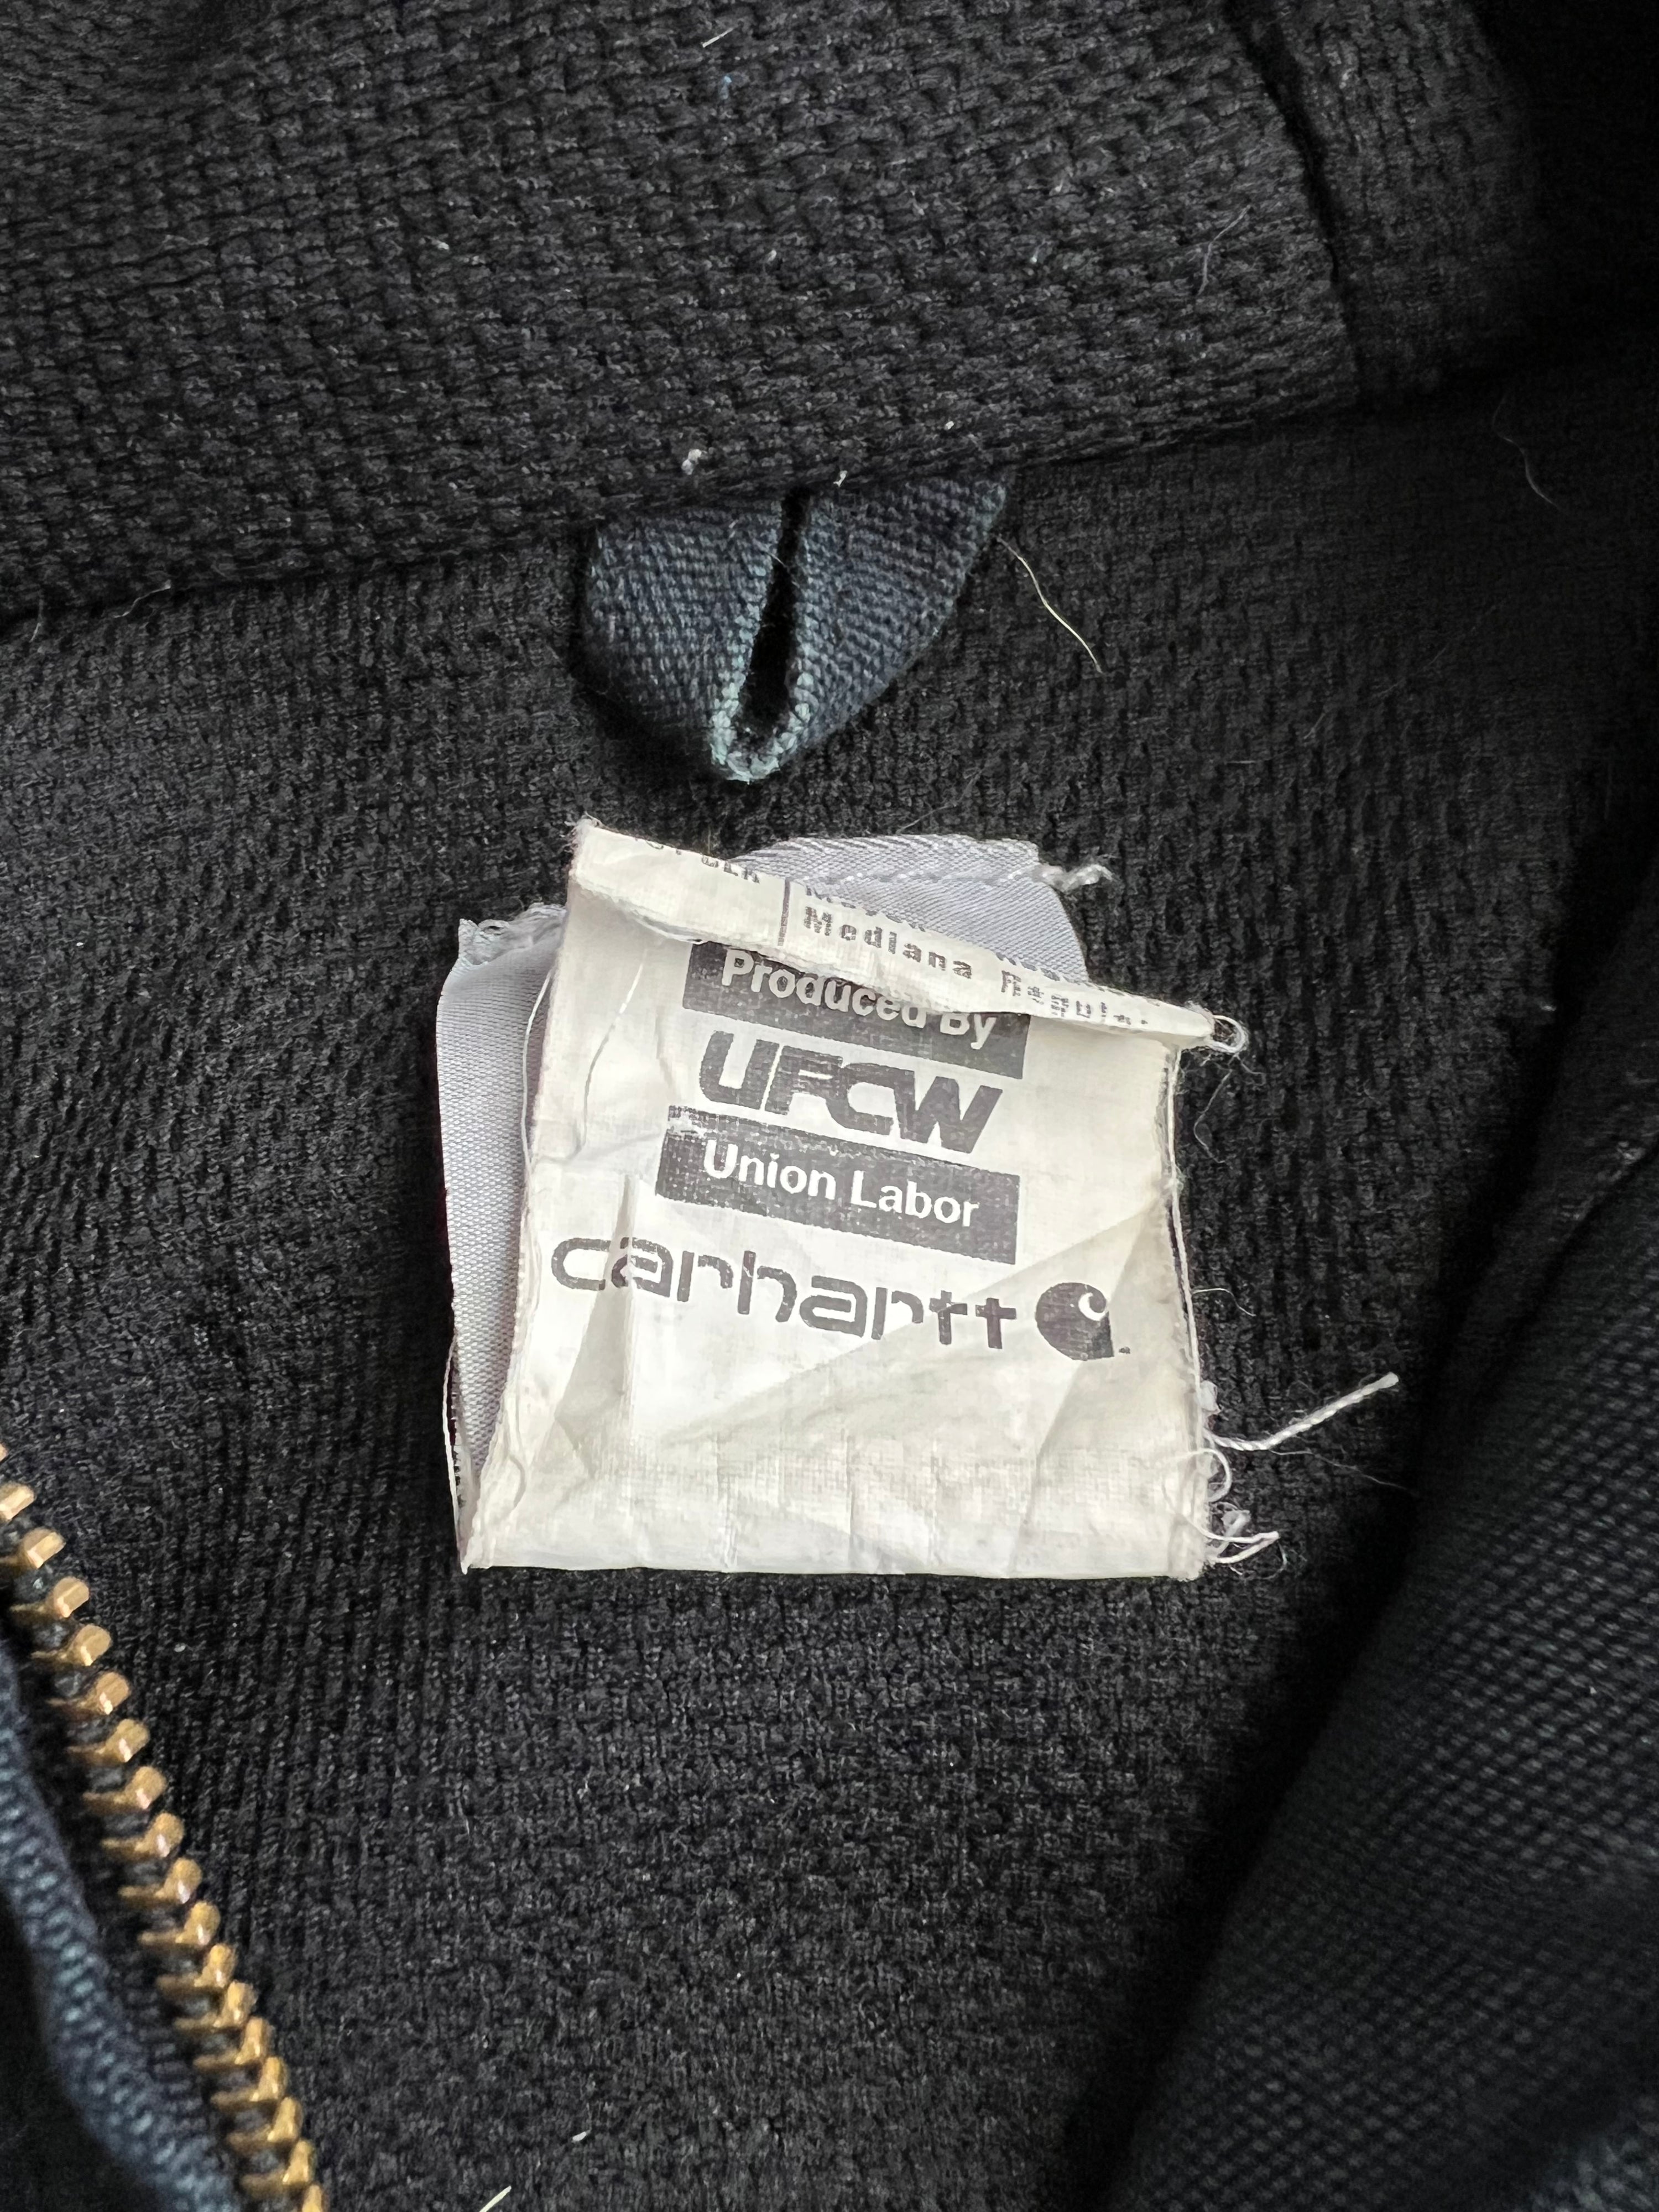 Mediana
Produced By
UFCW
Union Labor
carhartt